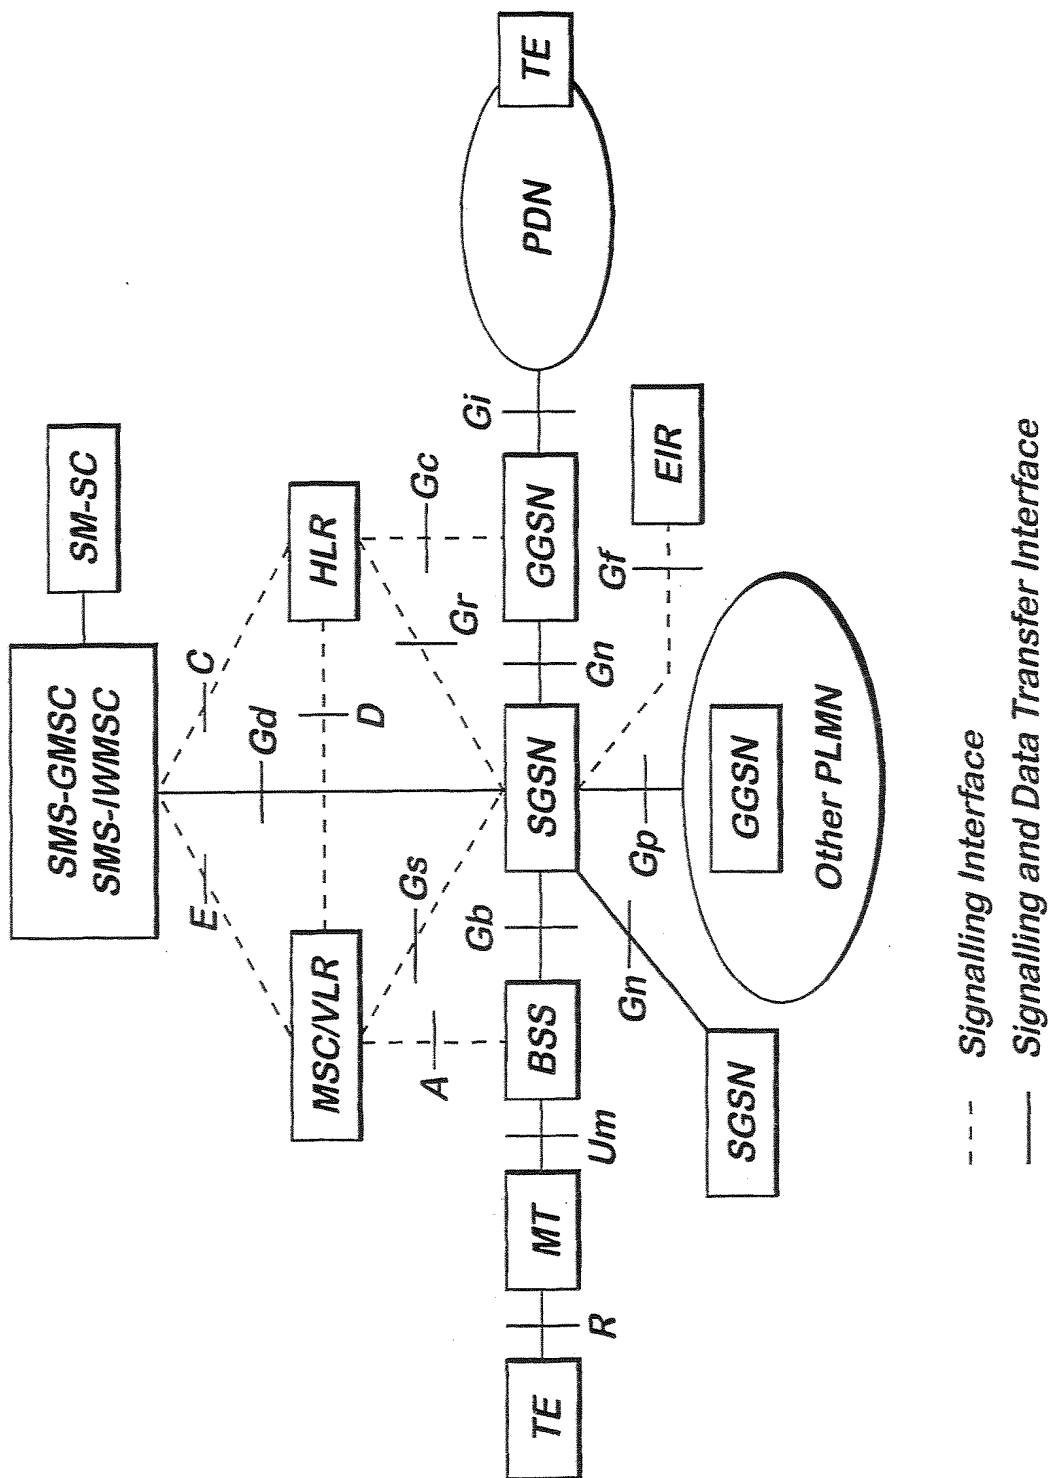 SMS-GMSC
SMS-IWMSC
SM-SC
E
C
Gd
MSC/VLR
D
HLR
A
Gs
Gr
Gc
TE
R
MT
Um
BSS
Gb
SGSN
Gn
GGSN
Gi
PDN
TE
Gn
Gp
Gf
EIR
SGSN
GGSN
Other PLMN
Signalling Interface
Signalling and Data Transfer Interface